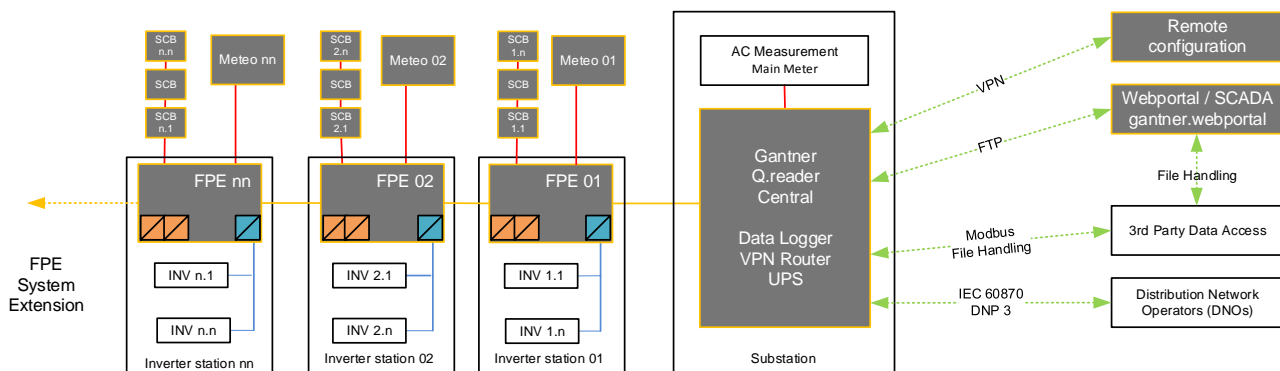 SCB
n.n
SCB
SCB
n.1
Meteo nn
FPE nn
INV n.1
INV n.n
Inverter station nn
FPE
System
Extension
SCB
2.n
SCB
SCB
2.1
Meteo 02
FPE 02
INV 2.1
INV 2.n
Inverter station 02
SCB
1.n
SCB
SCB
1.1
Meteo 01
FPE 01
INV 1.1
INV 1.n
Inverter station 01
AC Measurement
Main Meter
Gantner
Q.reader
Central
Data Logger
VPN Router
UPS
Substation
VPN
FTP
Modbus
File Handling
IEC 60870
DNP 3
Remote
configuration
Webportal / SCADA
gantner.webportal
File Handling
3rd Party Data Access
Distribution Network
Operators (DNOs)